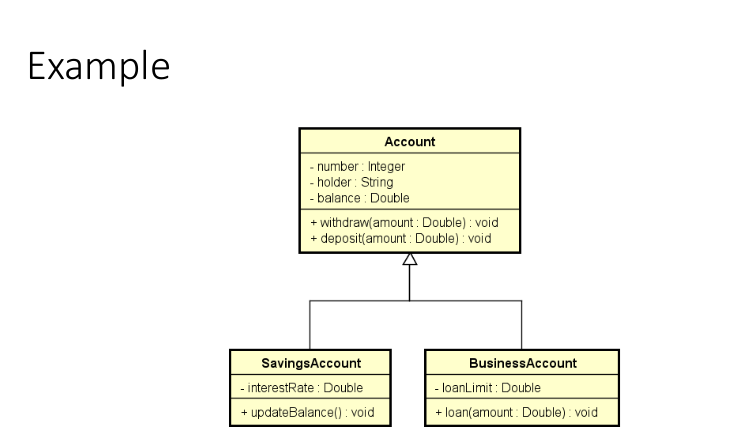 Example
Account
- number : Integer
- holder : String
- balance : Double
+ withdraw(amount : Double) : void
+ deposit(amount : Double) : void
SavingsAccount
- interestRate : Double
+ updateBalance() : void
BusinessAccount
- loanLimit : Double
+ loan(amount : Double) : void